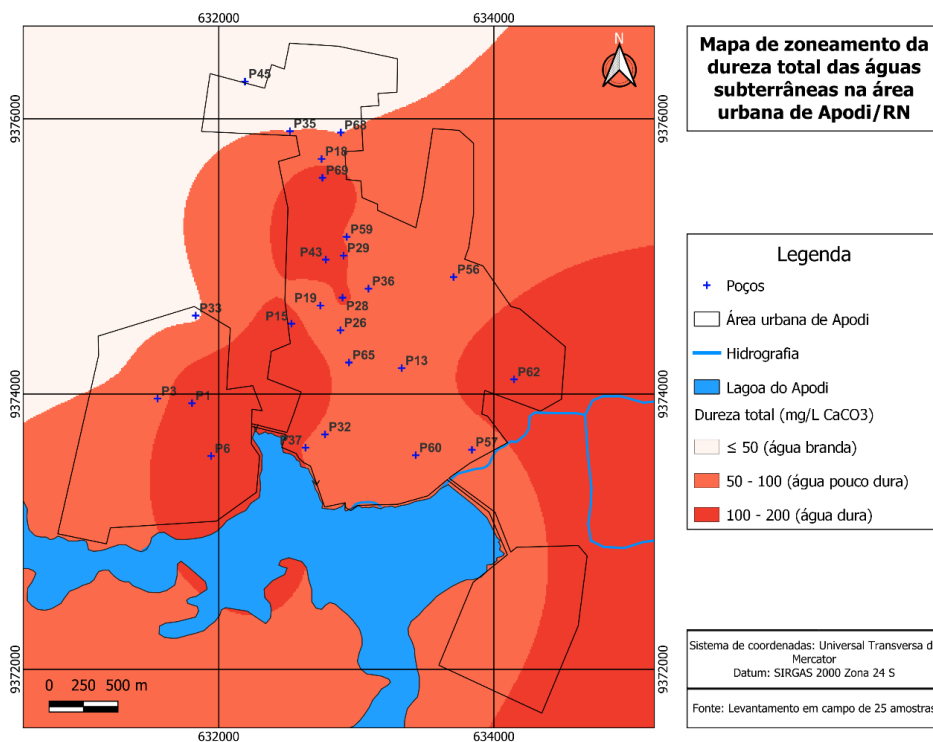 632000
634000
Mapa de zoneamento da
dureza total das águas
subterrâneas na área
urbana de Apodi/RN
N
P45
9376000
9376000
P35
P68
P18
P69
P59
P43
P29
P56
P36
P19
P28
P33
P15
P26
P65
P13
P62
9374000
9374000
P3
P1
P32
P37
P57
P6
P60
9372000
9372000
0 250 500 m
632000
634000
Legenda
Poços
Área urbana de Apodi
Hidrografia
Lagoa do Apodi
Dureza total (mg/L CaCO3)
≤ 50 (água branda)
50 - 100 (água pouco dura)
100 - 200 (água dura)
Sistema de coordenadas: Universal Transversa d
Mercator
Datum: SIRGAS 2000 Zona 24 S
Fonte: Levantamento em campo de 25 amostras